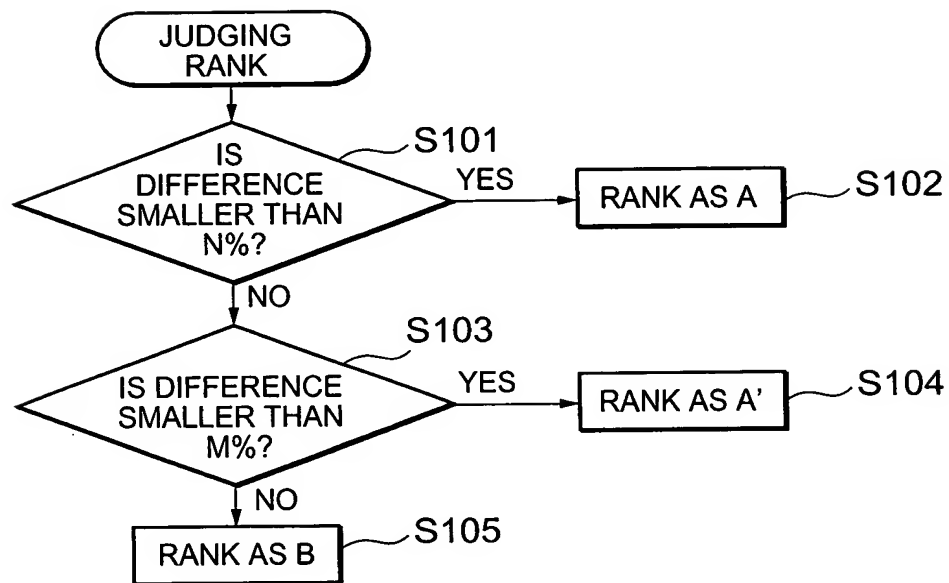 JUDGING
RANK
S101
IS
DIFFERENCE
SMALLER THAN
N%?
YES
RANK AS A
S102
NO
S103
IS DIFFERENCE
SMALLER THAN
M%?
YES
RANK AS A'
S104
NO
RANK AS B
S105